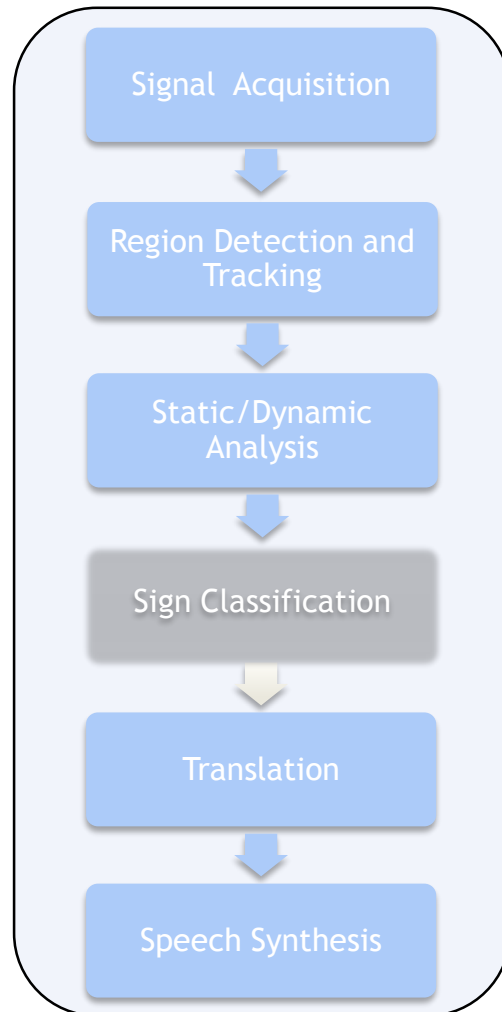 Signal Acquisition
Region Detection and
Tracking
Static/Dynamic
Analysis
Sign Classification
Translation
Speech Synthesis